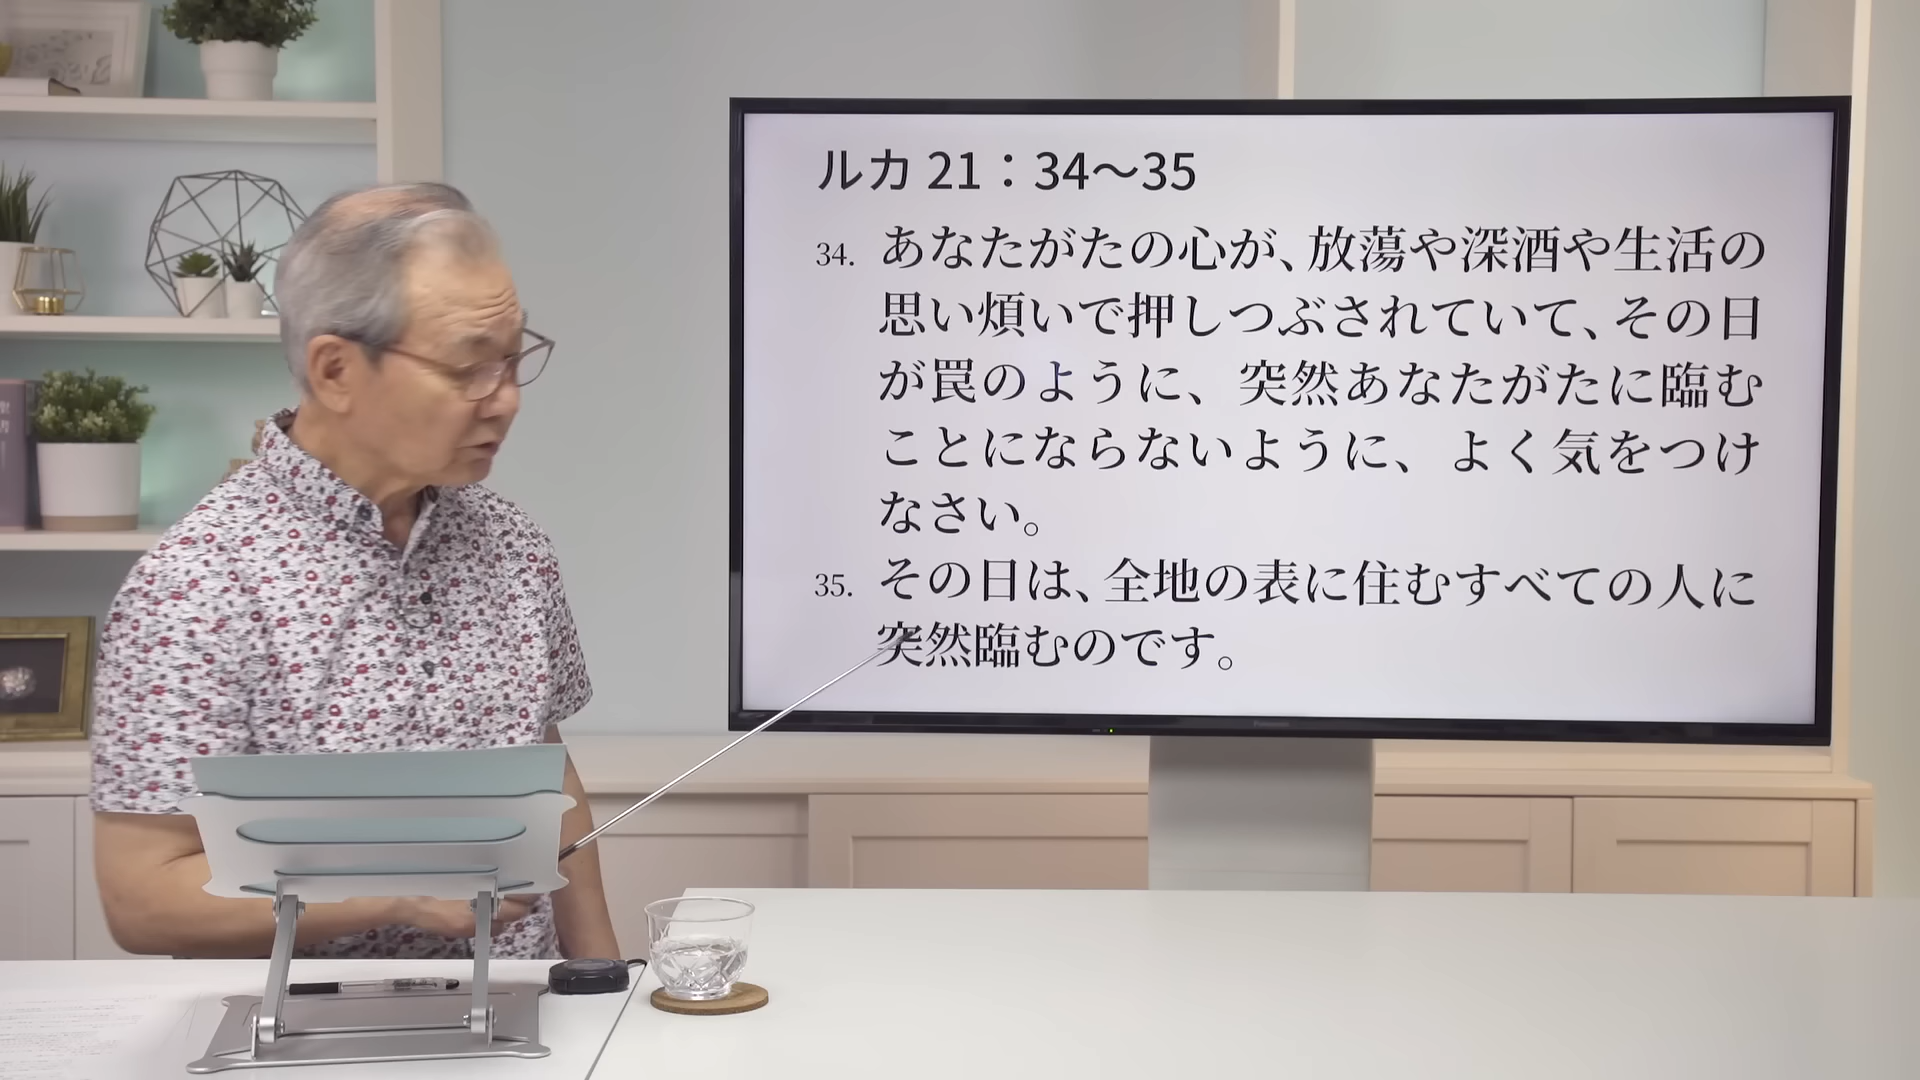 ルカ 21：34〜35
34. あなたがたの心が、放蕩や深酒や生活の
思い煩いで押しつぶされていて、その日
が罠のように、突然あなたがたに臨む
ことにならないように、よく気をつけ
なさい。
35. その日は、全地の表に住むすべての人に
突然臨むのです。
Panasonic